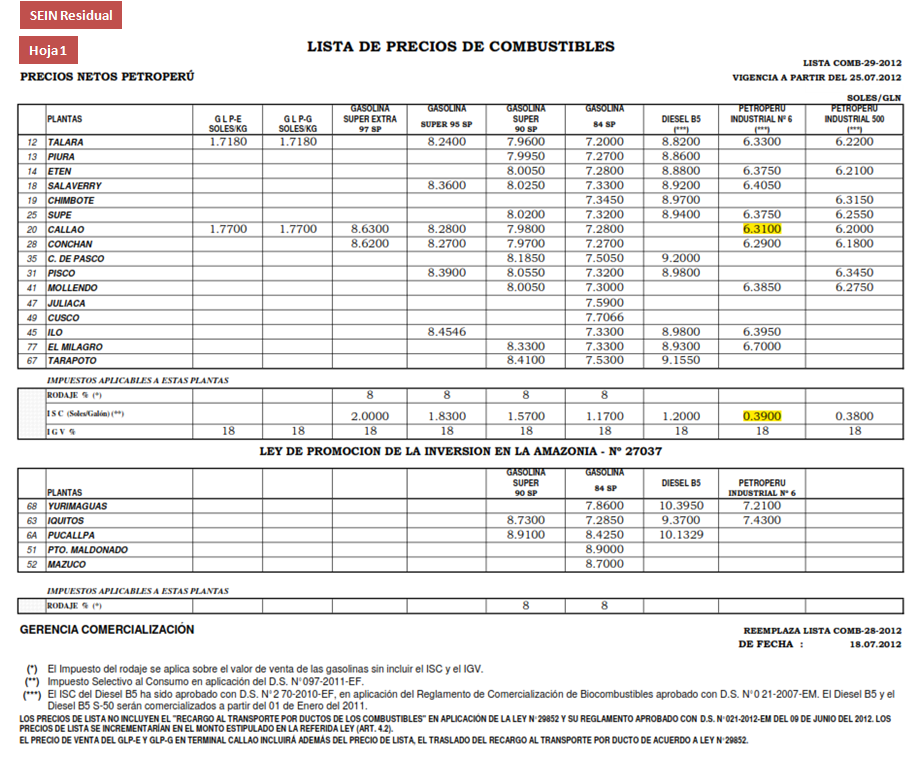 SEIN Residual
Hoja1
LISTA DE PRECIOS DE COMBUSTIBLES
LISTA COMB-29-2012
PRECIOS NETOS PETROPERÚ
VIGENCIA A PARTIR DEL 25.07.2012
SOLES/GLN
PLANTAS G L P-E SOLES/KG G L P-G SOLES/KG GASOLINA SUPER EXTRA 97 SP GASOLINA SUPER 95 SP GASOLINA SUPER 90 SP GASOLINA 84 SP DIESEL B5 (***) PETROPERU INDUSTRIAL Nº 6 (***) PETROPERU INDUSTRIAL 500 (***)
12 TALARA 1.7180 1.7180 8.2400 7.9600 7.2000 8.8200 6.3300 6.2200
13 PIURA 7.9950 7.2700 8.8600
14 ETEN 8.0050 7.2800 8.8800 6.3750 6.2100
18 SALAVERRY 8.3600 8.0250 7.3300 8.9200 6.4050
19 CHIMBOTE 7.3450 8.9700 6.3150
25 SUPE 8.0200 7.3200 8.9400 6.3750 6.2550
20 CALLAO 1.7700 1.7700 8.6300 8.2800 7.9800 7.2800 6.3100 6.2000
28 CONCHAN 8.6200 8.2700 7.9700 7.2700 6.2900 6.1800
35 C. DE PASCO 8.1850 7.5050 9.2000
31 PISCO 8.3900 8.0550 7.3200 8.9800 6.3450
41 MOLLENDO 8.0050 7.3000 6.3850 6.2750
47 JULIACA 7.5900
49 CUSCO 7.7066
45 ILO 8.4546 7.3300 8.9800 6.3950
77 EL MILAGRO 8.3300 7.3300 8.9300 6.7000
67 TARAPOTO 8.4100 7.5300 9.1550
IMPUESTOS APLICABLES A ESTAS PLANTAS
RODAJE % (*) 8 8 8 8
I S C (Soles/Galón) (**) 2.0000 1.8300 1.5700 1.1700 1.2000 0.3900 0.3800
I G V % 18 18 18 18 18 18 18 18 18
LEY DE PROMOCION DE LA INVERSION EN LA AMAZONIA - Nº 27037
PLANTAS GASOLINA SUPER 90 SP GASOLINA 84 SP DIESEL B5 PETROPERU INDUSTRIAL Nº 6
68 YURIMAGUAS 7.8600 10.3950 7.2100
63 IQUITOS 8.7300 7.2850 9.3700 7.4300
6A PUCALLPA 8.9100 8.4250 10.1329
51 PTO. MALDONADO 8.9000
52 MAZUCO 8.7000
IMPUESTOS APLICABLES A ESTAS PLANTAS
RODAJE % (*) 8 8
GERENCIA COMERCIALIZACIÓN
REEMPLAZA LISTA COMB-28-2012
DE FECHA : 18.07.2012
(*) El Impuesto del rodaje se aplica sobre el valor de venta de las gasolinas sin incluir el ISC y el IGV.
(**) Impuesto Selectivo al Consumo en aplicación del D.S. N°097-2011-EF.
(***) El ISC del Diesel B5 ha sido aprobado con D.S. N°2 70-2010-EF, en aplicación del Reglamento de Comercialización de Biocombustibles aprobado con D.S. N°0 21-2007-EM. El Diesel B5 y el
Diesel B5 S-50 serán comercializados a partir del 01 de Enero del 2011.
LOS PRECIOS DE LISTA NO INCLUYEN EL "RECARGO AL TRANSPORTE POR DUCTOS DE LOS COMBUSTIBLES" EN APLICACIÓN DE LA LEY N°29852 Y SU REGLAMENTO APROBADO CON D.S. N°021-2012-EM DEL 09 DE JUNIO DEL 2012. LOS
PRECIOS DE LISTA SE INCREMENTARÍAN EN EL MONTO ESTIPULADO EN LA REFERIDA LEY (ART. 4.2).
EL PRECIO DE VENTA DEL GLP-E Y GLP-G EN TERMINAL CALLAO INCLUIRÁ ADEMÁS DEL PRECIO DE LISTA, EL TRASLADO DEL RECARGO AL TRANSPORTE POR DUCTO DE ACUERDO A LEY N°29852.